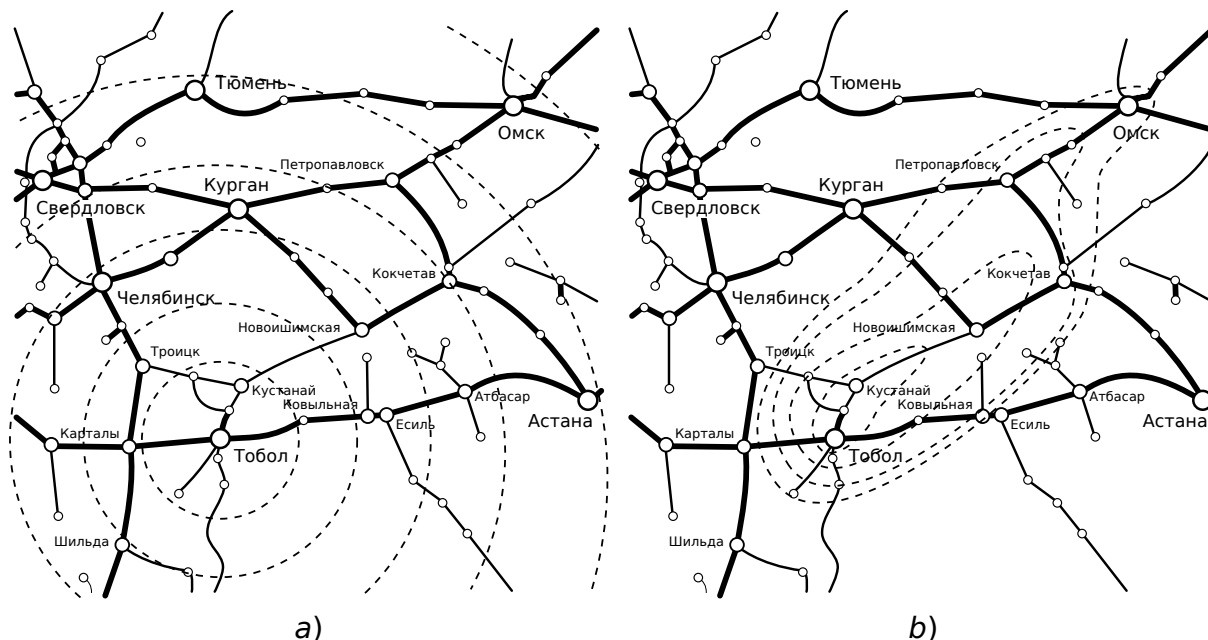 Тюмень
Омск
Петропавловск
Курган
Свердловск
Кокчетав
Челябинск
Новоишимская
Троицк
Кустанай
Ковыльная
Атбасар
Астана
Есиль
Карталы
Тобол
Шильда
a)
Тюмень
Омск
Петропавловск
Курган
Свердловск
Кокчетав
Челябинск
Новоишимская
Троицк
Кустанай
Ковыльная
Атбасар
Астана
Есиль
Карталы
Тобол
Шильда
b)